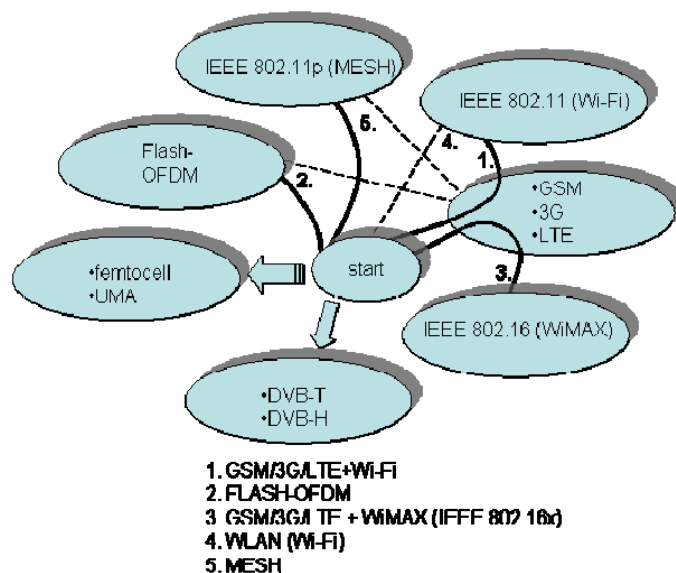 IEEE 802.11p (MESH)
IEEE 802.11 (Wi-Fi)
5.
4.
1.
Flash-
OFDM
2.
•GSM
•3G
•LTE
•femtocell
•UMA
start
3.
IEEE 802.16 (WiMAX)
•DVB-T
•DVB-H
1. GSM/3G/LTE+Wi-Fi
2. FLASH-OFDM
3 GSM/3G/LTE + WiMAX (IEEE 802 16x)
4. WLAN (Wi-Fi)
5. MESH